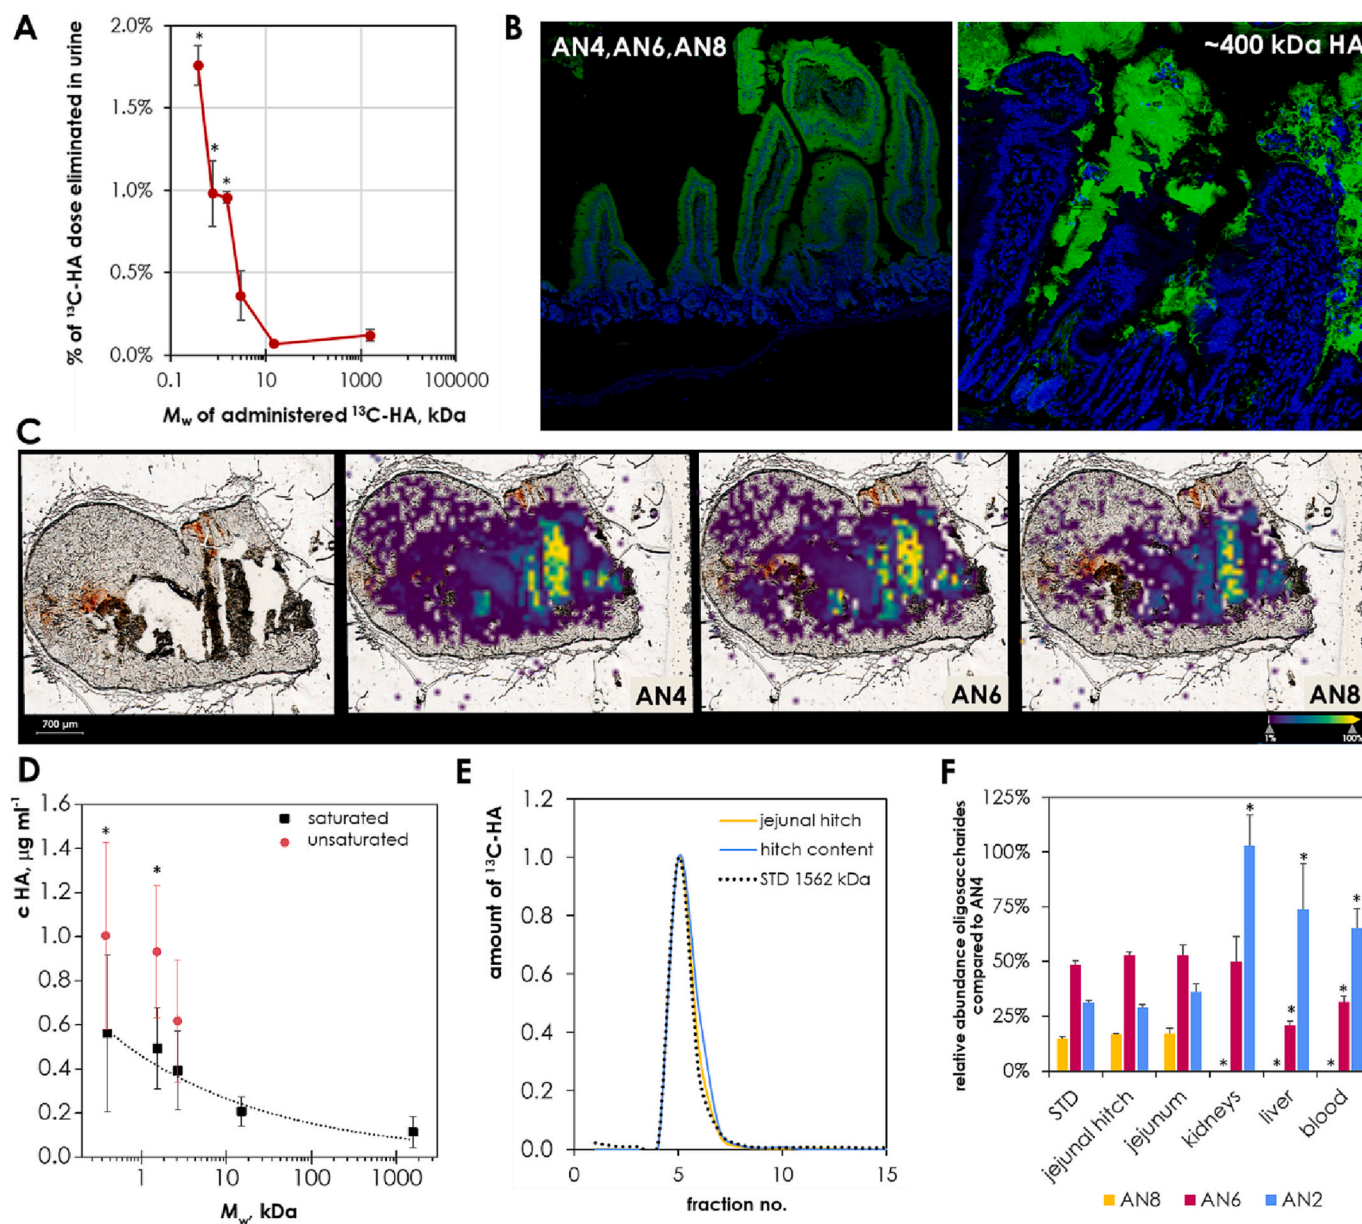 A
% of ¹³C-HA dose eliminated in urine
2.0%
1.5%
1.0%
0.5%
0.0%
*
*
*
0.1
10
1000
100000
Mw of administered ¹³C-HA, kDa
B
AN4,AN6,AN8
~400 kDa HA
C
700 μm
AN4
AN6
AN8
1%
100%
D
c HA, μg ml⁻¹
1.6
1.4
1.2
1.0
0.8
0.6
0.4
0.2
0.0
saturated
unsaturated
*
*
1
10
100
1000
Mw, kDa
E
amount of ¹³C-HA
1.2
1.0
0.8
0.6
0.4
0.2
0.0
jejunal hitch
hitch content
STD 1562 kDa
0
5
10
15
fraction no.
F
relative abundance oligosaccharides
compared to AN4
125%
100%
75%
50%
25%
0%
* * *
* *
* * *
STD
jejunal hitch
jejunum
kidneys
liver
blood
AN8
AN6
AN2